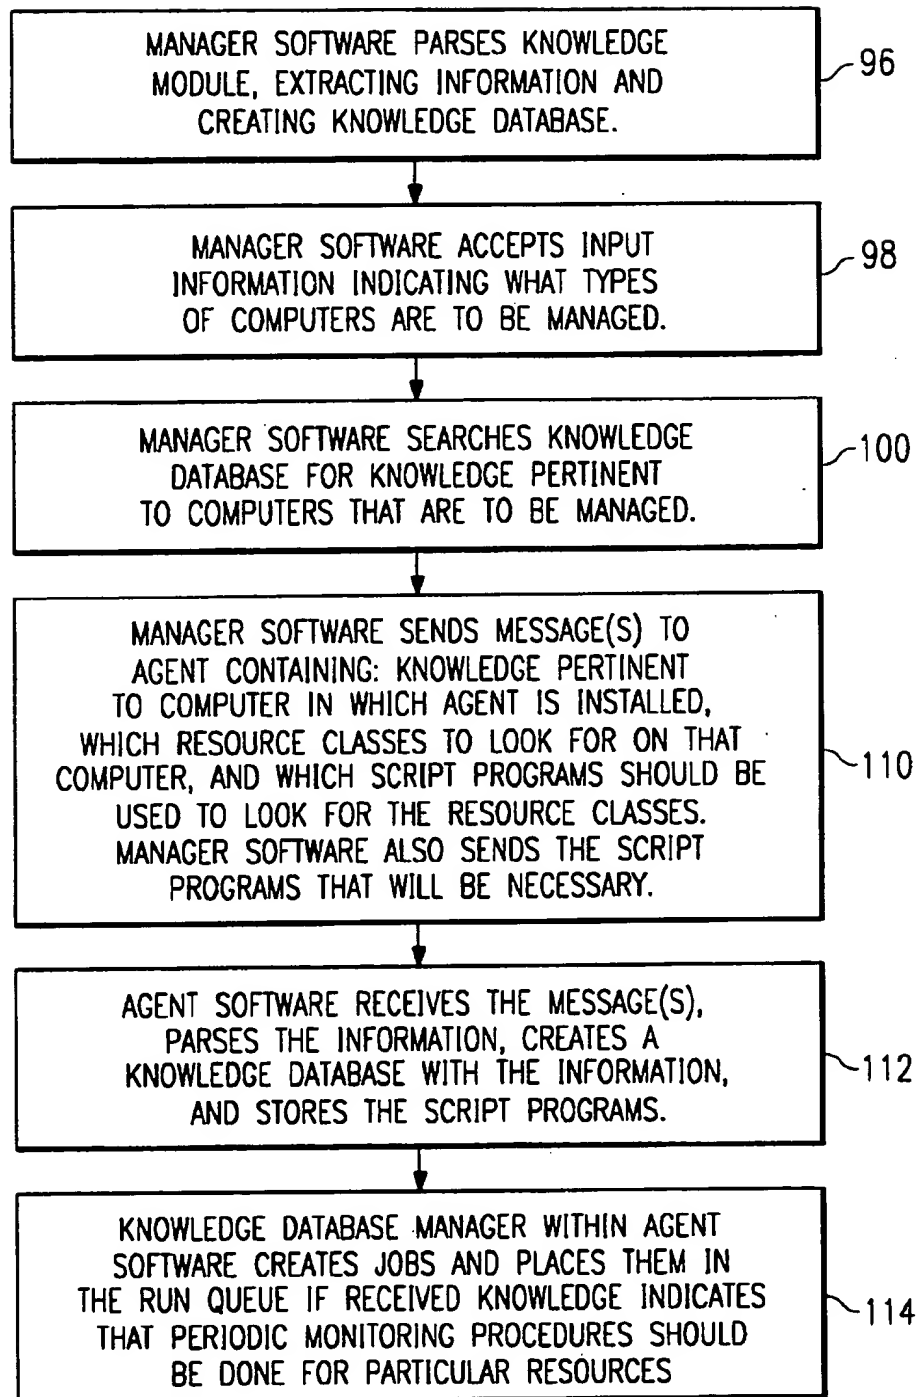 MANAGER SOFTWARE PARSES KNOWLEDGE
MODULE, EXTRACTING INFORMATION AND
CREATING KNOWLEDGE DATABASE.
96
MANAGER SOFTWARE ACCEPTS INPUT
INFORMATION INDICATING WHAT TYPES
OF COMPUTERS ARE TO BE MANAGED.
98
MANAGER SOFTWARE SEARCHES KNOWLEDGE
DATABASE FOR KNOWLEDGE PERTINENT
TO COMPUTERS THAT ARE TO BE MANAGED.
100
MANAGER SOFTWARE SENDS MESSAGE(S) TO
AGENT CONTAINING: KNOWLEDGE PERTINENT
TO COMPUTER IN WHICH AGENT IS INSTALLED,
WHICH RESOURCE CLASSES TO LOOK FOR ON THAT
COMPUTER, AND WHICH SCRIPT PROGRAMS SHOULD BE
USED TO LOOK FOR THE RESOURCE CLASSES.
MANAGER SOFTWARE ALSO SENDS THE SCRIPT
PROGRAMS THAT WILL BE NECESSARY.
110
AGENT SOFTWARE RECEIVES THE MESSAGE(S),
PARSES THE INFORMATION, CREATES A
KNOWLEDGE DATABASE WITH THE INFORMATION,
AND STORES THE SCRIPT PROGRAMS.
112
KNOWLEDGE DATABASE MANAGER WITHIN AGENT
SOFTWARE CREATES JOBS AND PLACES THEM IN
THE RUN QUEUE IF RECEIVED KNOWLEDGE INDICATES
THAT PERIODIC MONITORING PROCEDURES SHOULD
BE DONE FOR PARTICULAR RESOURCES
114